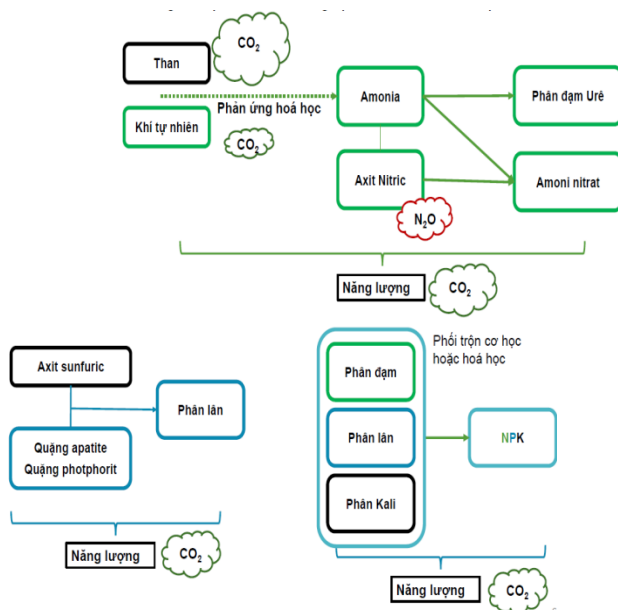 CO2
Than
Phản ứng hoá học
Khí tự nhiên
CO2
Amonia
Phân đạm Urê
Axit Nitric
Amoni nitrat
N2O
Năng lượng
CO2
Axit sunfuric
Phân lân
Quặng apatite
Quặng photphorit
Năng lượng
CO2
Phối trộn cơ học
hoặc hoá học
Phân đạm
Phân lân
NPK
Phân Kali
Năng lượng
CO2